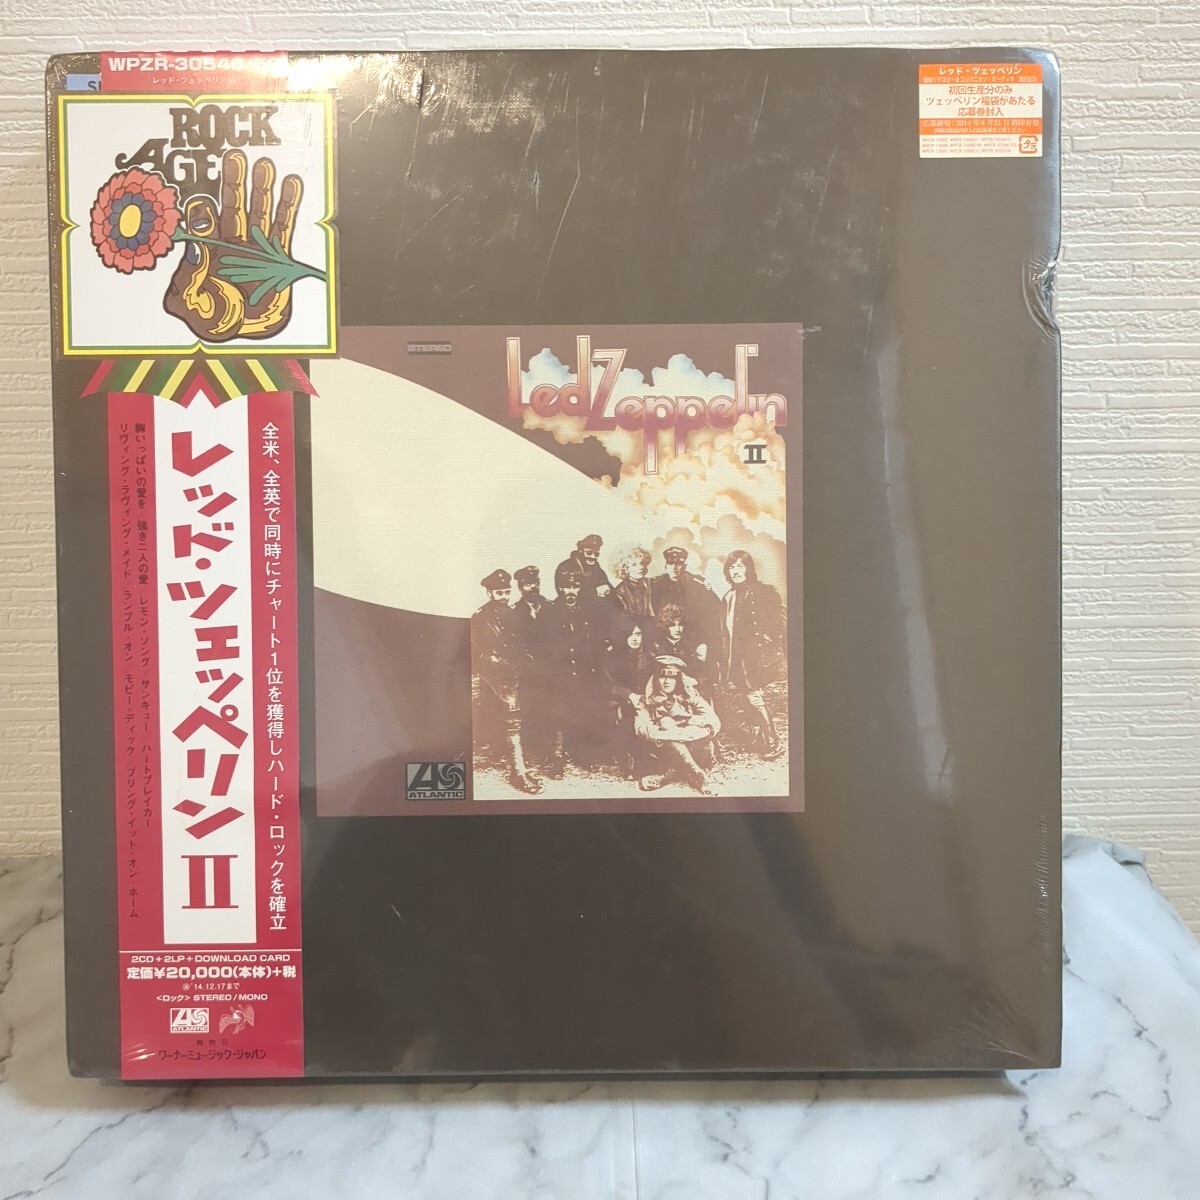 WPZR-30546/5
レッド・ツェッペリン
ROCK
AGE
レッド・ツェッペリン
初回生産分のみ
ツェッペリン福袋があたる
応募券封入
Led Zeppelin
II
ATLANTIC
全米、全英で同時にチャート1位を獲得しハード・ロックを確立
レッド・ツェッペリン II
胸いっぱいの愛を／強き二人の愛／レモン・ソング／サンキュー／ハートブレイカー
リヴィング・ラヴィング・メイド／ランブル・オン／モビー・ディック／ブリング・イット・オン・ホーム
2CD+2LP+DOWNLOAD CARD
定価¥20,000(本体)+税
'14.12.17まで
<ロック> STEREO/MONO
ATLANTIC
発売元
ワーナーミュージック・ジャパン